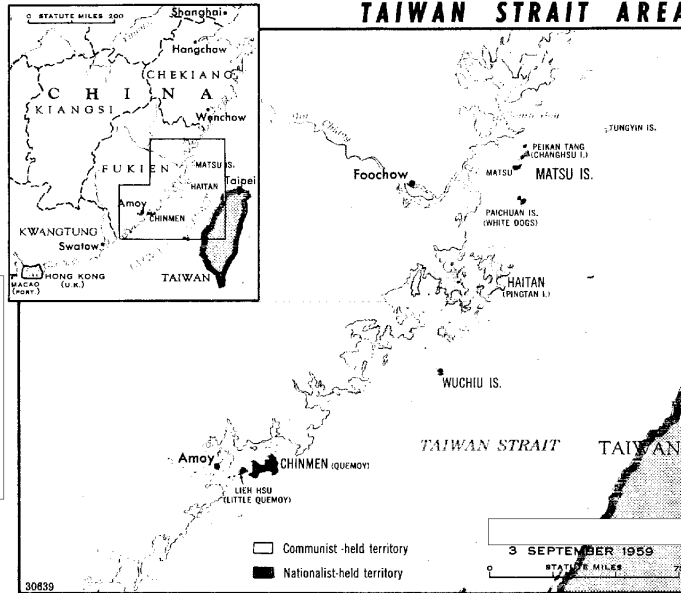 TAIWAN STRAIT AREA
0 STATUTE MILES 200
Shanghai
Hangchow
CHEKIANG
CHINA
KIANGSI
Wenchow
FUKIEN
MATSU IS.
HAITAN
Taipei
Amoy
CHINMEN
KWANGTUNG
Swatow
HONG KONG
(U.K.)
MACAO
(PORT.)
TAIWAN
TUNGYIN IS.
PEIKAN TANG
(CHANGHSU I.)
MATSU
MATSU IS.
Foochow
PAICHUAN IS.
(WHITE DOGS)
HAITAN
(PINGTAN I.)
WUCHIU IS.
TAIWAN STRAIT
TAIWAN
Amoy
CHINMEN (QUEMOY)
LIEH HSU
(LITTLE QUEMOY)
Communist-held territory
Nationalist-held territory
3 SEPTEMBER 1959
0 STATUTE MILES 75
30639